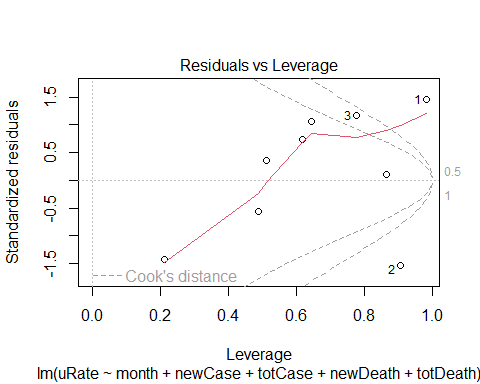 Residuals vs Leverage
Standardized residuals
1.5
0.5
-0.5
-1.5
1
3
2
0.5
1
Cook's distance
0.0 0.2 0.4 0.6 0.8 1.0
Leverage
lm(uRate ~ month + newCase + totCase + newDeath + totDeath)